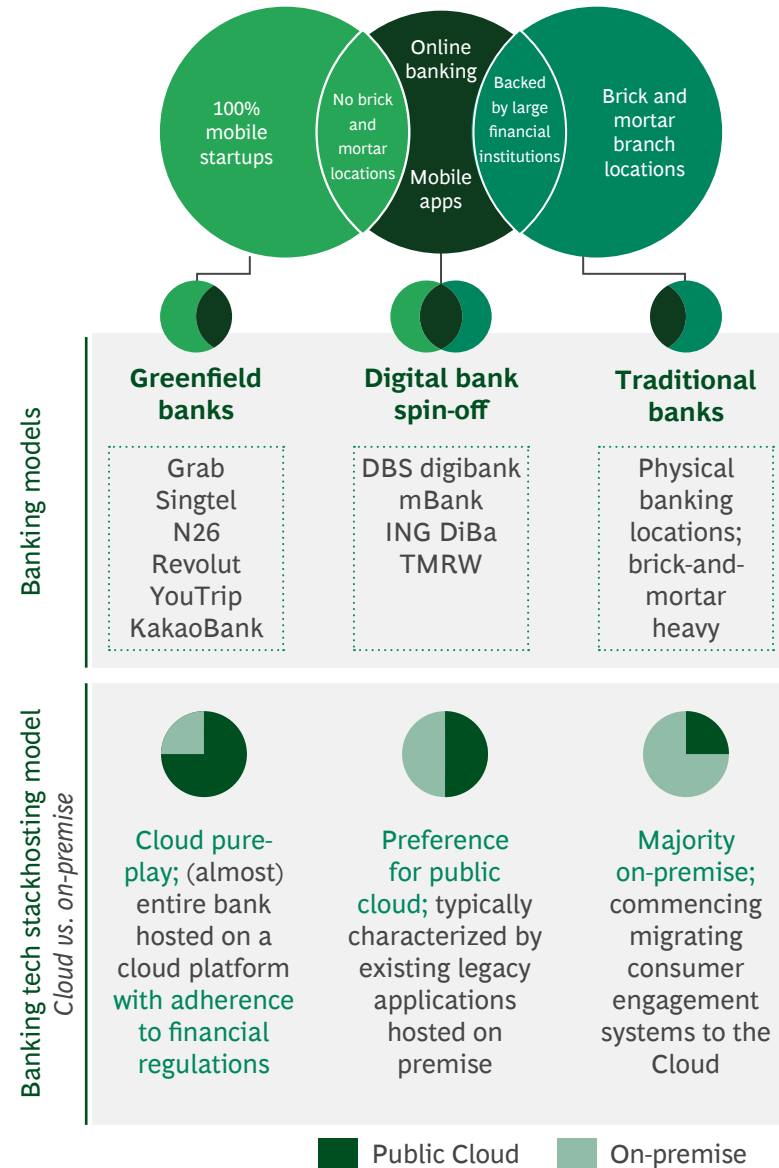 100%
mobile
startups
No brick
and
mortar
locations
Online
banking
Mobile
apps
Backed
by large
financial
institutions
Brick and
mortar
branch
locations
Banking models
Greenfield
banks
Grab
Singtel
N26
Revolut
YouTrip
KakaoBank
Digital bank
spin-off
DBS digibank
mBank
ING DiBa
TMRW
Traditional
banks
Physical
banking
locations;
brick-and-
mortar
heavy
Banking tech stackhosting model
Cloud vs. on-premise
Cloud pure-
play; (almost)
entire bank
hosted on a
cloud platform
with adherence
to financial
regulations
Preference
for public
cloud; typically
characterized by
existing legacy
applications
hosted on
premise
Majority
on-premise;
commencing
migrating
consumer
engagement
systems to the
Cloud
Public Cloud
On-premise